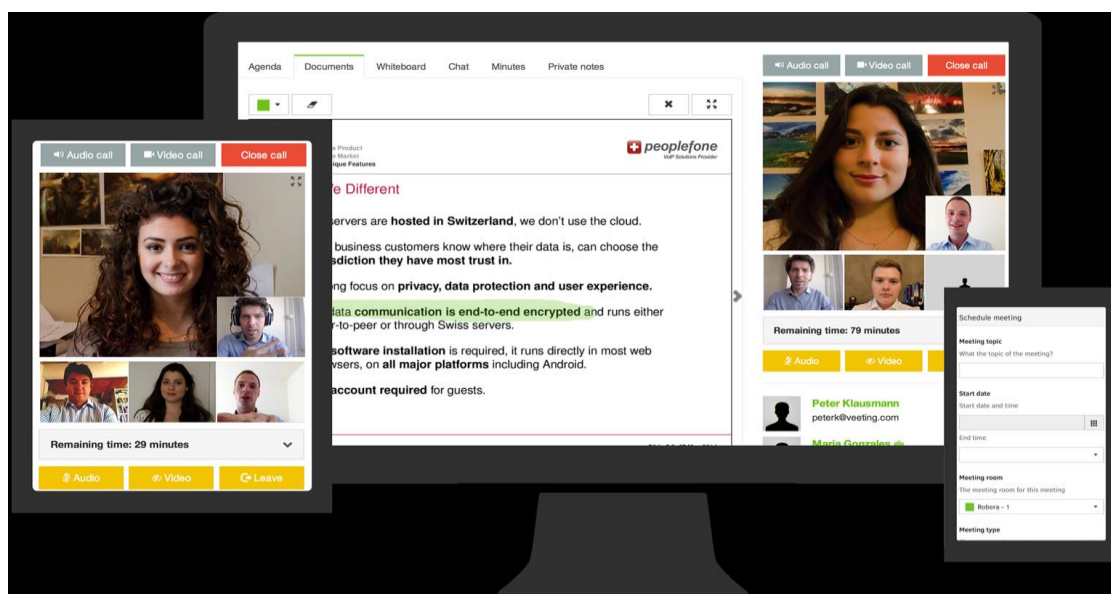 Audio call Video call Close call
Remaining time: 29 minutes
Audio Video Leave
Agenda Documents Whiteboard Chat Minutes Private notes
Product
Market
ique Features
peoplefone
VoIP Solutions Provider
e Different
servers are hosted in Switzerland, we don't use the cloud.
business customers know where their data is, can choose the
sdiction they have most trust in.
ng focus on privacy, data protection and user experience.
data communication is end-to-end encrypted and runs either
r-to-peer or through Swiss servers.
software installation is required, it runs directly in most web
wsers, on all major platforms including Android.
account required for guests.
Audio call Video call Close call
Remaining time: 79 minutes
Audio Video
Peter Klausmann
peterk@veeting.com
Maria Gonzales
Schedule meeting
Meeting topic
What the topic of the meeting?
Start date
Start date and time
End time
Meeting room
The meeting room for this meeting
Robera - 1
Meeting type